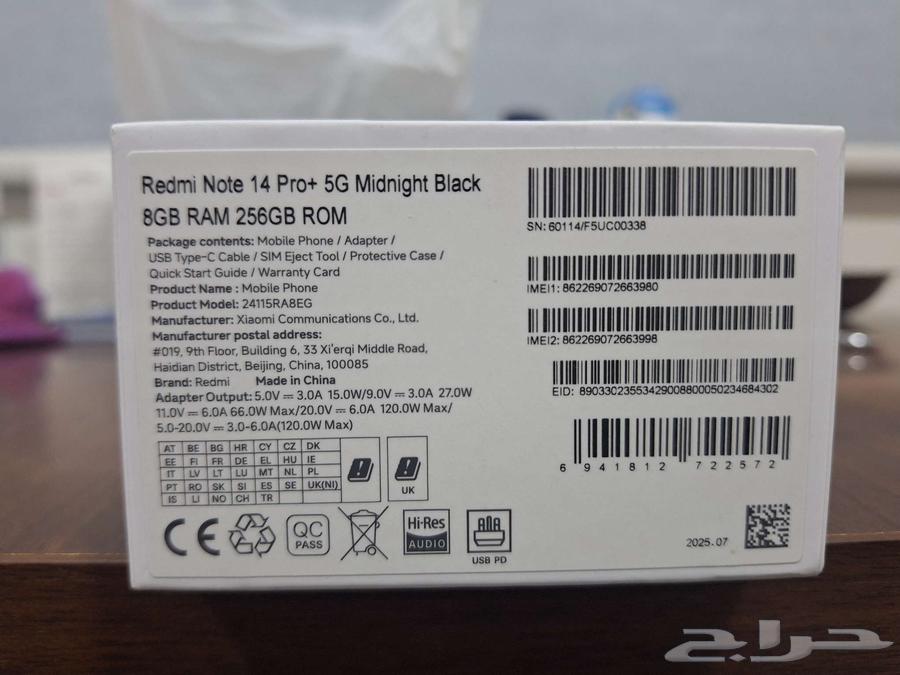 Redmi Note 14 Pro+ 5G Midnight Black
8GB RAM 256GB ROM
Package contents: Mobile Phone / Adapter /
USB Type-C Cable / SIM Eject Tool / Protective Case /
Quick Start Guide / Warranty Card
Product Name : Mobile Phone
Product Model: 24115RA8EG
Manufacturer: Xiaomi Communications Co., Ltd.
Manufacturer postal address:
#019, 9th Floor, Building 6, 33 Xi'erqi Middle Road,
Haidian District, Beijing, China, 100085
Brand: Redmi Made in China
Adapter Output: 5.0V ⎓ 3.0A 15.0W/9.0V ⎓ 3.0A 27.0W
11.0V ⎓ 6.0A 66.0W Max/20.0V ⎓ 6.0A 120.0W Max/
5.0-20.0V ⎓ 3.0-6.0A(120.0W Max)
AT BE BG HR CY CZ DK
EE FI FR DE EL HU IE
IT LV LT LU MT NL PL
PT RO SK SI ES SE UK(NI)
IS LI NO CH TR
UK
CE
QC
PASS
Hi-Res
AUDIO
USB PD
SN: 60114/F5UC00338
IMEI1: 862269072663980
IMEI2: 862269072663998
EID: 89033023553429008800050234684302
6 941812 722572
2025.07
حراج